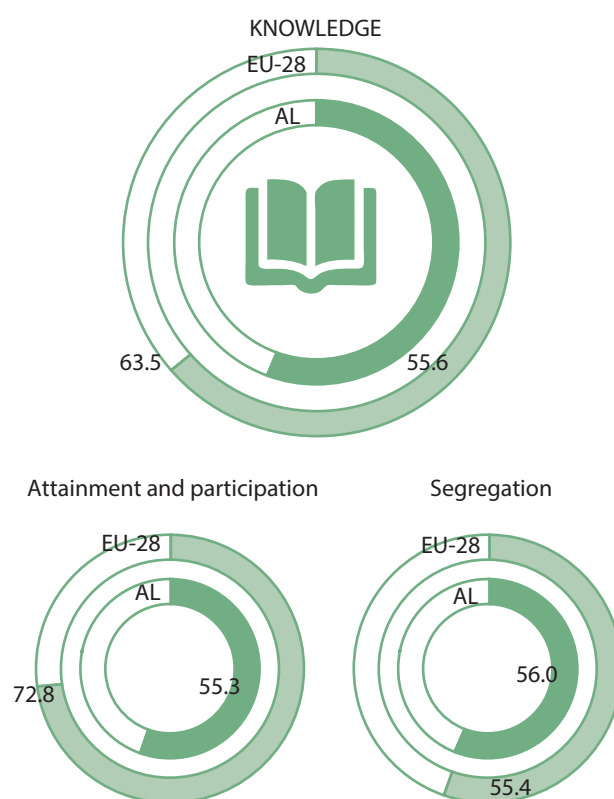 KNOWLEDGE
EU-28
AL
63.5
55.6
Attainment and participation
EU-28
AL
72.8
55.3
Segregation
EU-28
AL
56.0
55.4